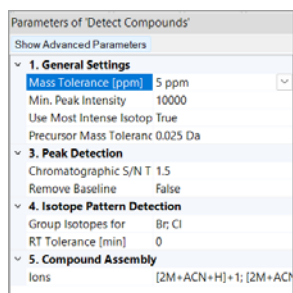 Parameters of 'Detect Compounds'
Show Advanced Parameters
1. General Settings
Mass Tolerance [ppm] 5 ppm
Min. Peak Intensity 10000
Use Most Intense Isotop True
Precursor Mass Toleranc 0.025 Da
3. Peak Detection
Chromatographic S/N T 1.5
Remove Baseline False
4. Isotope Pattern Detection
Group Isotopes for Br; Cl
RT Tolerance [min] 0
5. Compound Assembly
Ions [2M+ACN+H]+1; [2M+ACN